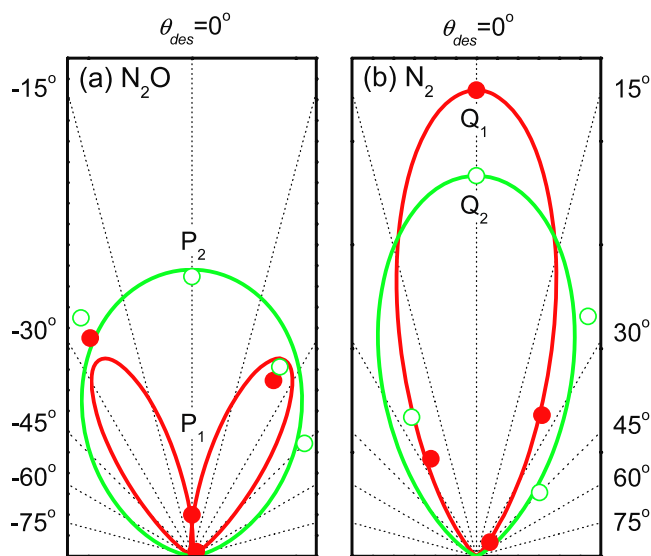 θdes=0° θdes=0°
(a) N₂O (b) N₂
-15° 15°
Q₁
Q₂
P₂
-30° 30°
P₁
-45° 45°
-60° 60°
-75° 75°